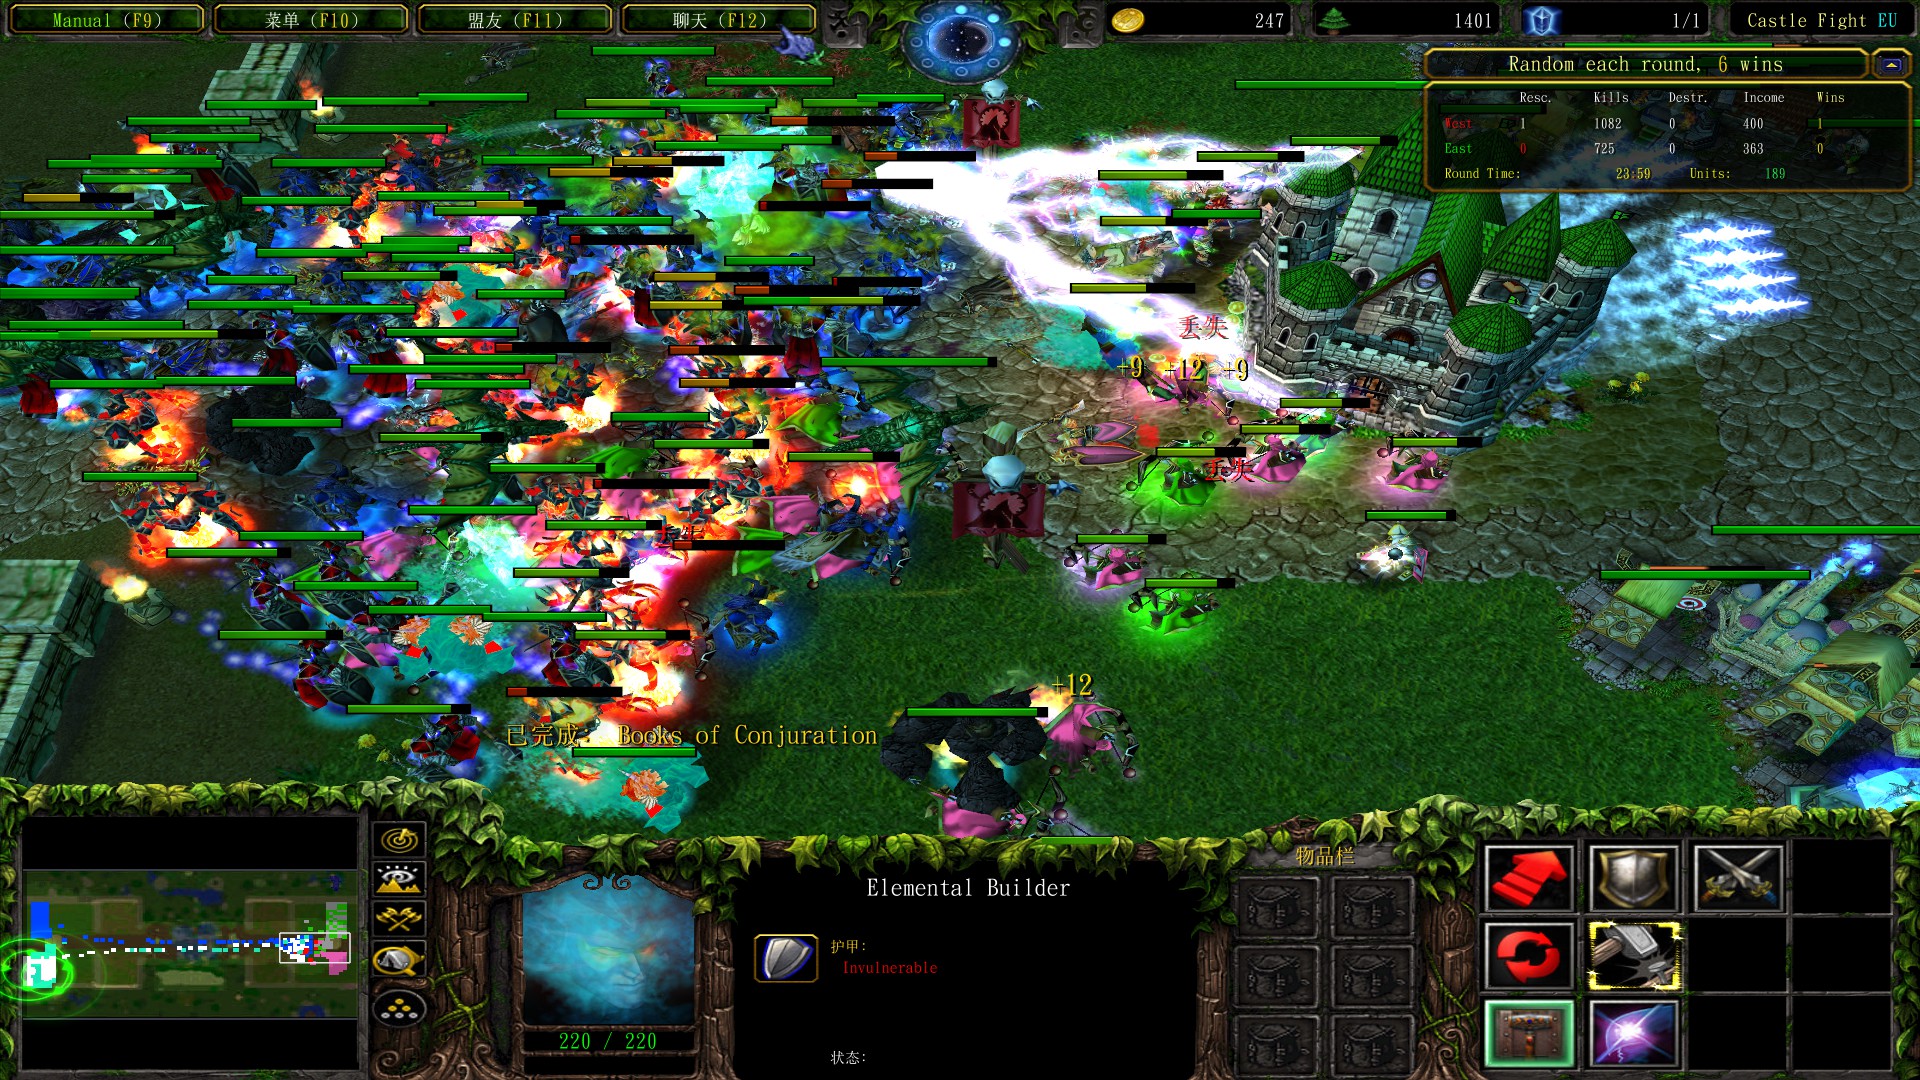 Manual (F9) 菜单 (F10) 盟友 (F11) 聊天 (F12) 247 1401 1/1 Castle Fight EU
Random each round, 6 wins
Resc. Kills Destr. Income Wins
West 1 1082 0 400 1
East 0 725 0 363 0
Round Time: 23:59 Units: 189
丢失
+9 +12 +9
丢失
丢失
+12
已完成: Books of Conjuration
物品栏
Elemental Builder
护甲:
Invulnerable
220 / 220
状态: